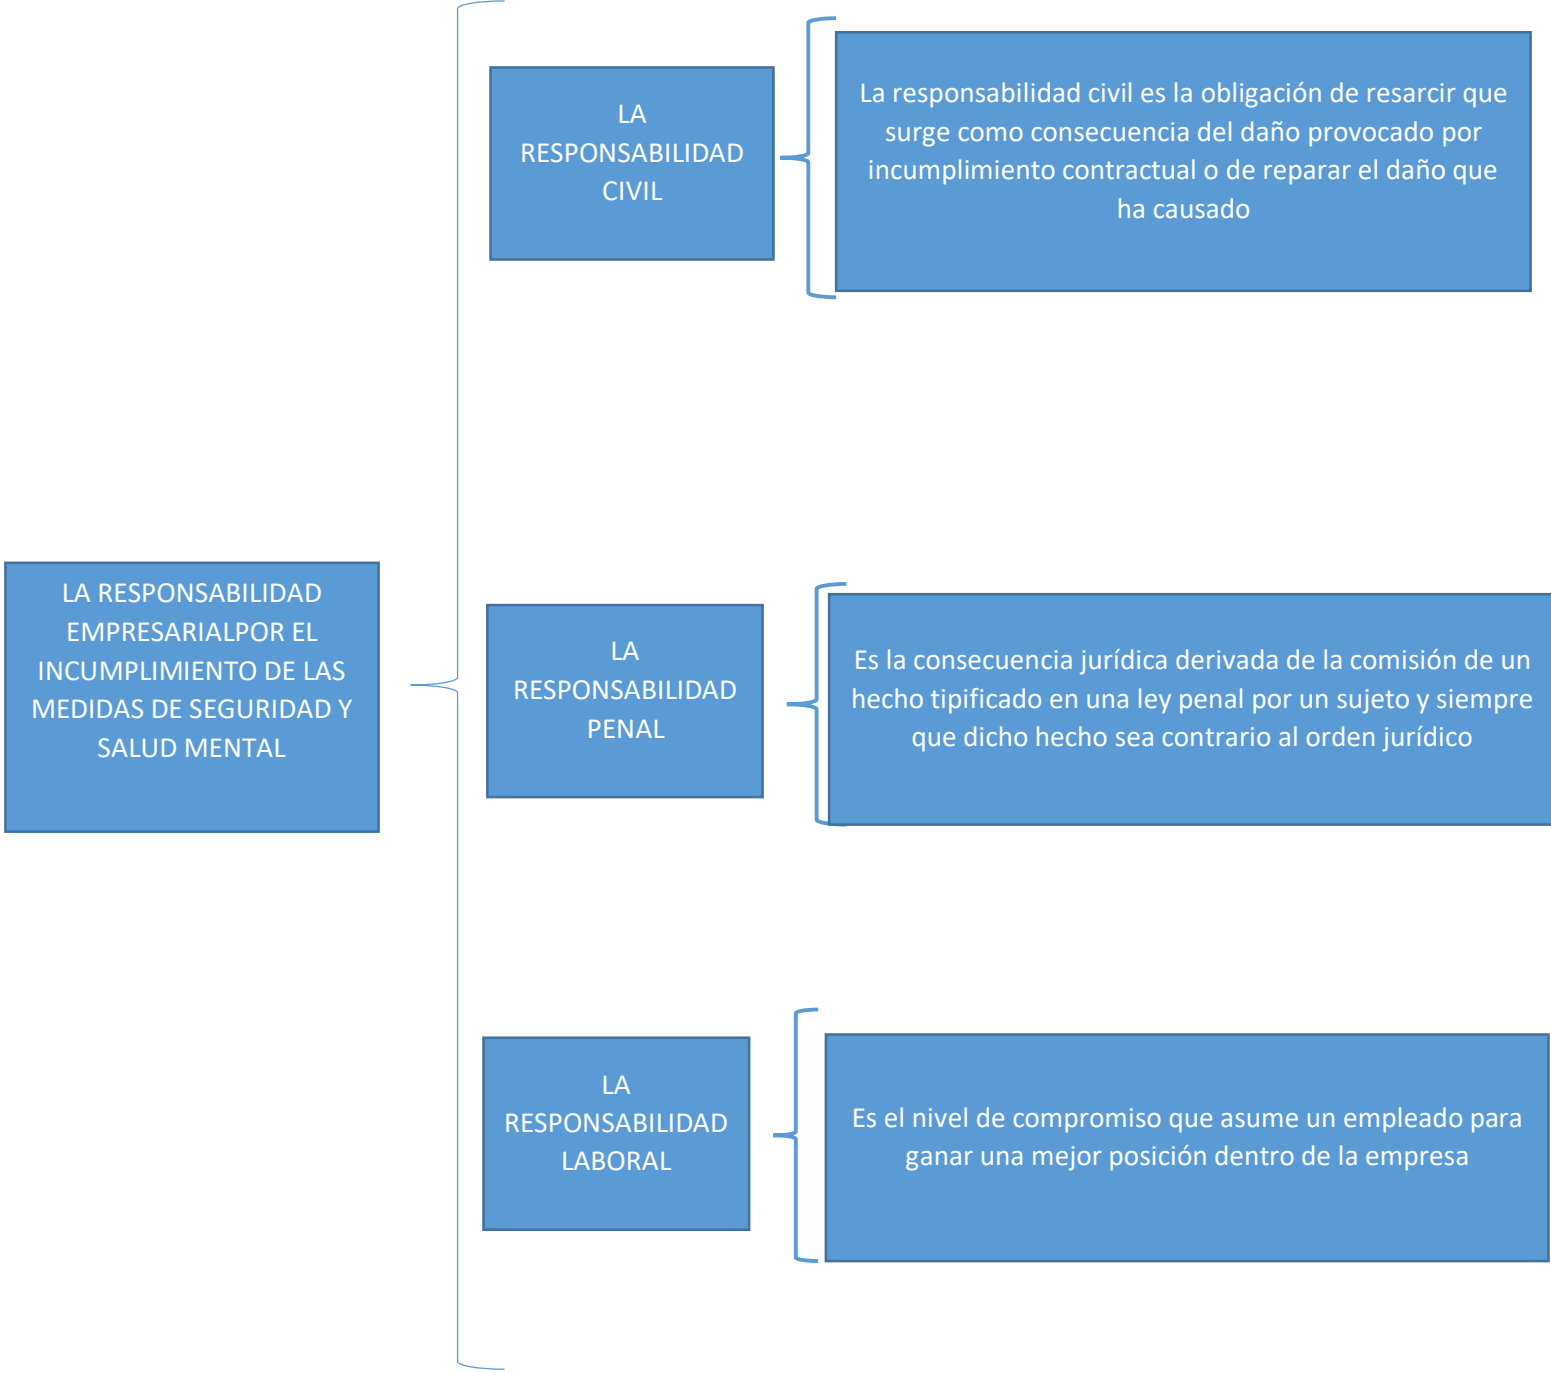 LA RESPONSABILIDAD
EMPRESARIALPOR EL
INCUMPLIMIENTO DE LAS
MEDIDAS DE SEGURIDAD Y
SALUD MENTAL
LA
RESPONSABILIDAD
CIVIL
La responsabilidad civil es la obligación de resarcir que
surge como consecuencia del daño provocado por
incumplimiento contractual o de reparar el daño que
ha causado
LA
RESPONSABILIDAD
PENAL
Es la consecuencia jurídica derivada de la comisión de un
hecho tipificado en una ley penal por un sujeto y siempre
que dicho hecho sea contrario al orden jurídico
LA
RESPONSABILIDAD
LABORAL
Es el nivel de compromiso que asume un empleado para
ganar una mejor posición dentro de la empresa